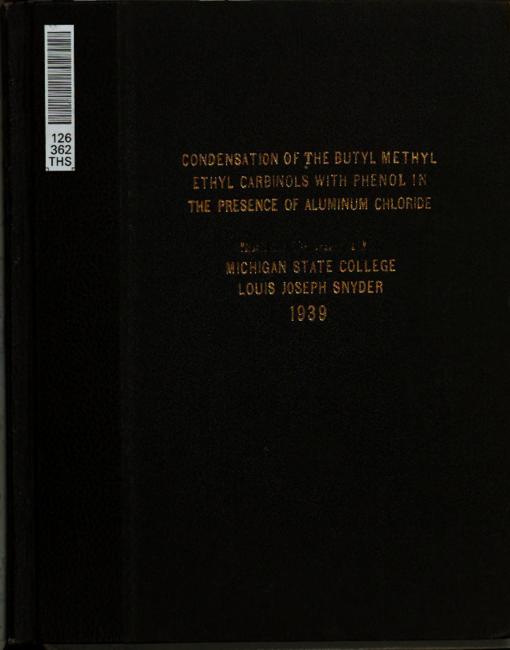 126
362
THS
CONDENSATION OF THE BUTYL METHYL
ETHYL CARBINOLS WITH PHENOL IN
THE PRESENCE OF ALUMINUM CHLORIDE
MICHIGAN STATE COLLEGE
LOUIS JOSEPH SNYDER
1939